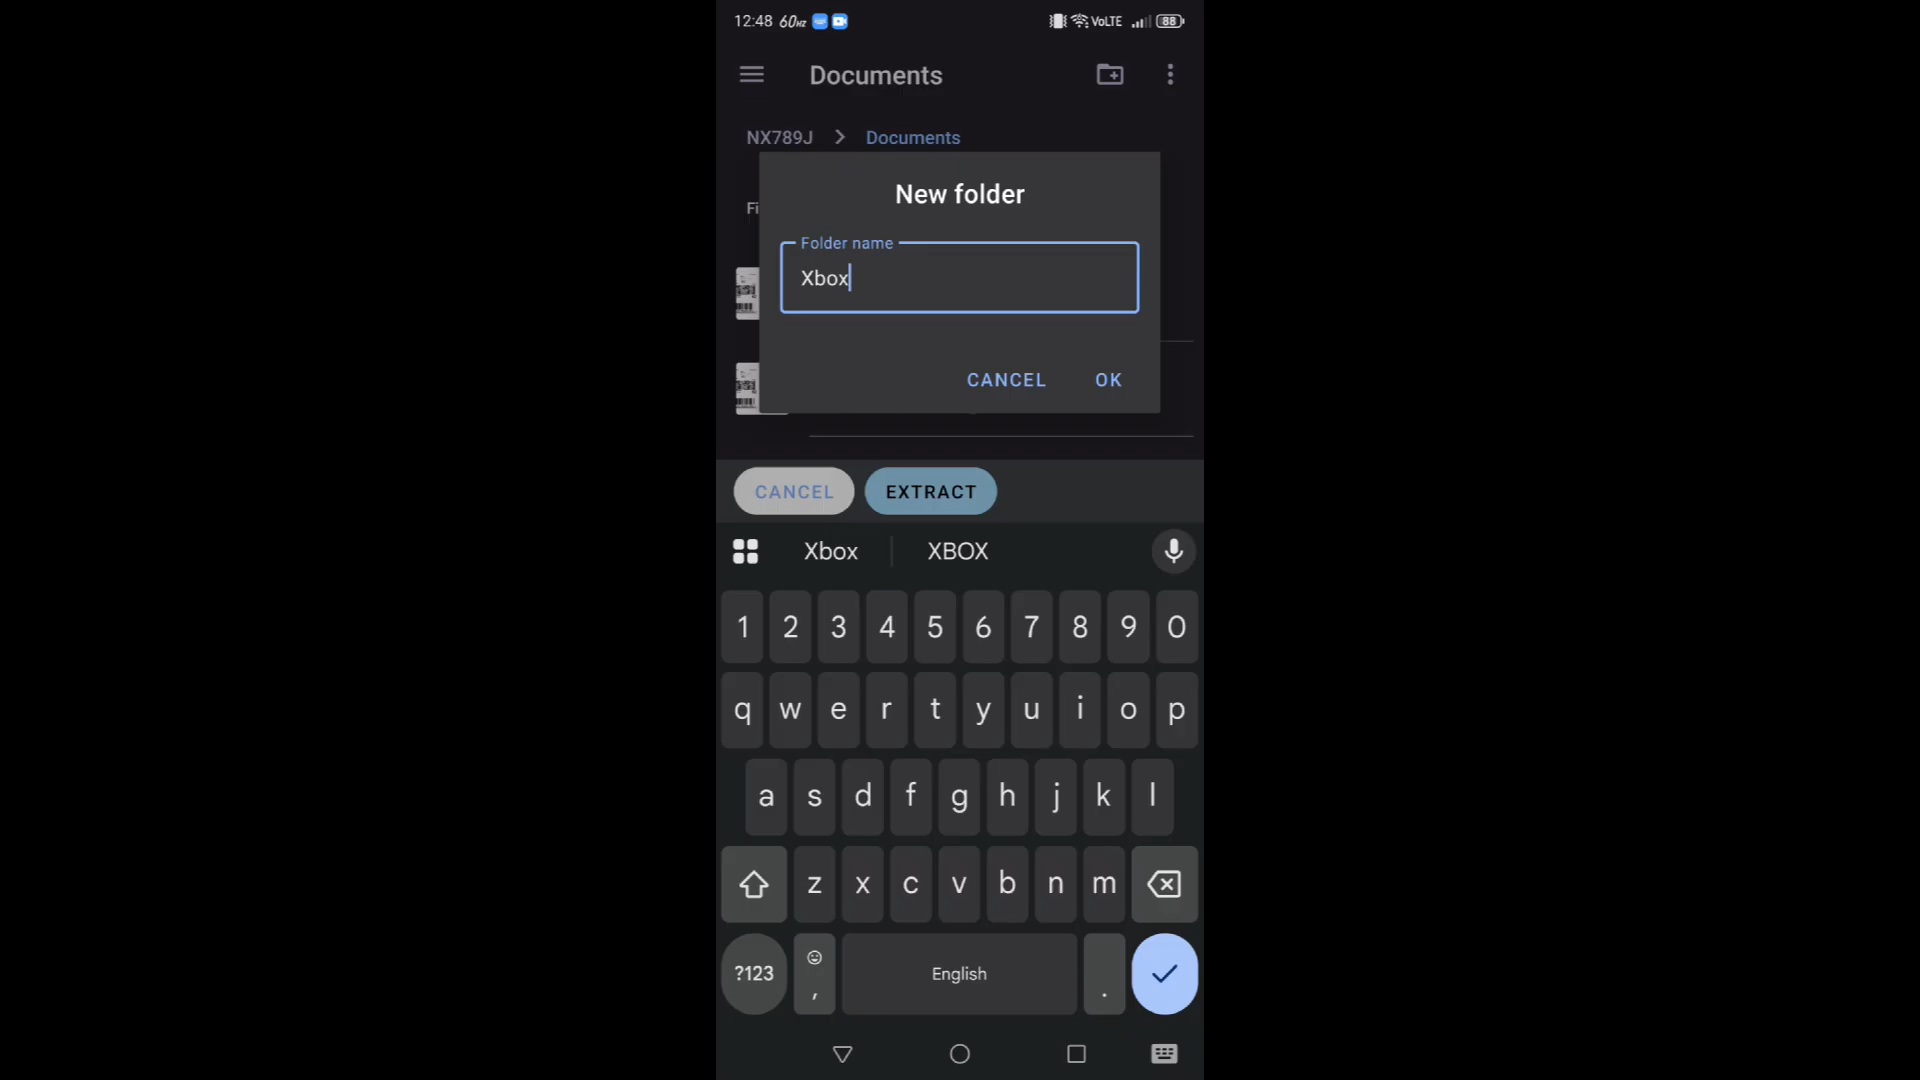 12:48 60HZ VoLTE 88
Documents
NX789J > Documents
Fi
New folder
Folder name
Xbox
CANCEL OK
CANCEL EXTRACT
Xbox XBOX
1 2 3 4 5 6 7 8 9 0
q w e r t y u i o p
a s d f g h j k l
z x c v b n m
?123 , English .